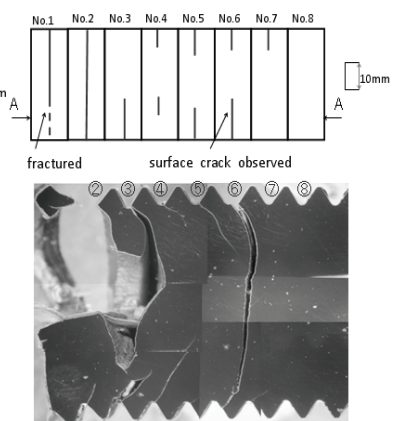 No.1 No.2 No.3 No.4 No.5 No.6 No.7 No.8
10mm
m
A A
fractured surface crack observed
② ③ ④ ⑤ ⑥ ⑦ ⑧